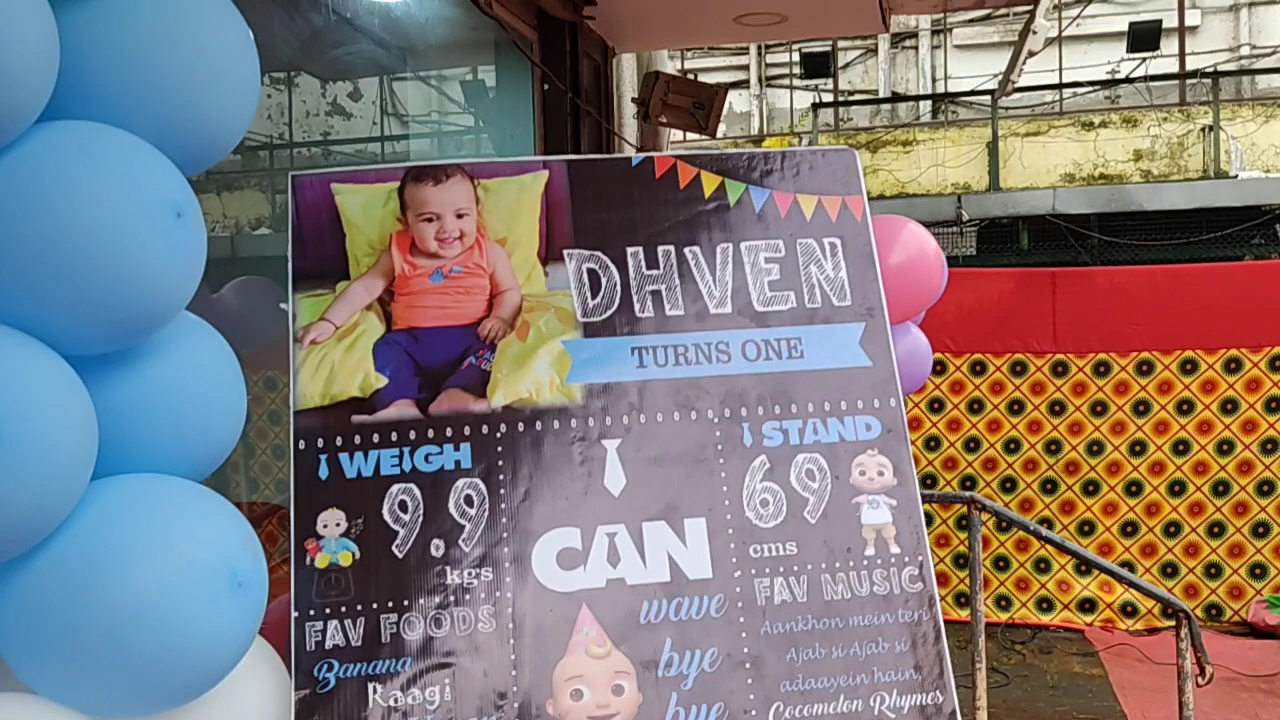 DHVEN
TURNS ONE
I WEIGH
9.9
kgs
FAV FOODS
Banana
Raagi
I
CAN
wave
bye
bye
I STAND
69
cms
FAV MUSIC
Aankhon mein teri
Ajab si Ajab si
adaayein hain,
Cocomelon Rhymes